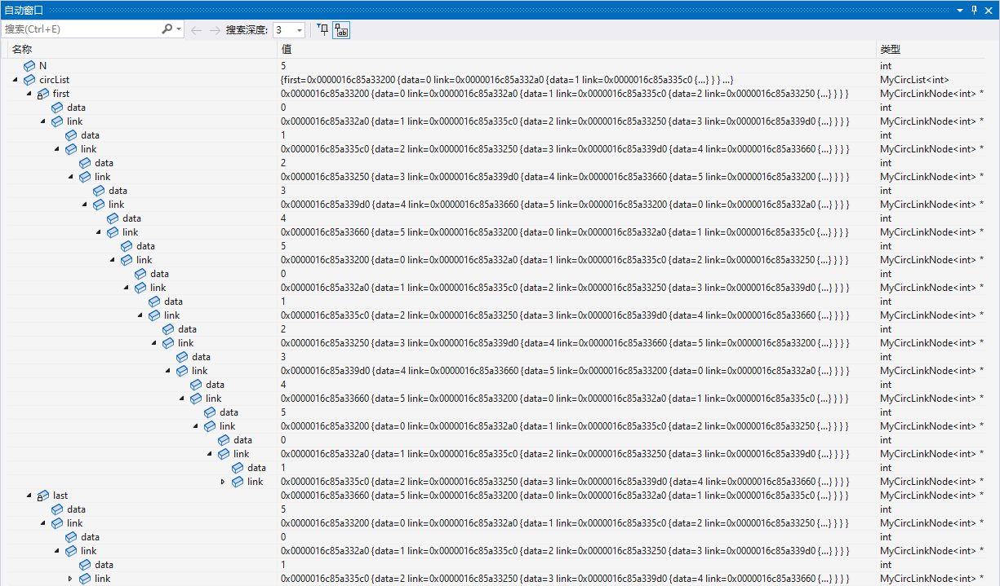 自动窗口
搜索(Ctrl+E) 搜索深度: 3
名称 值 类型
N 5 int
circList {first=0x0000016c85a33200 {data=0 link=0x0000016c85a332a0 {data=1 link=0x0000016c85a335c0 {...} } } ...} MyCircList<int>
first 0x0000016c85a33200 {data=0 link=0x0000016c85a332a0 {data=1 link=0x0000016c85a335c0 {data=2 link=0x0000016c85a33250 {...} } } } MyCircLinkNode<int> *
data 0 int
link 0x0000016c85a332a0 {data=1 link=0x0000016c85a335c0 {data=2 link=0x0000016c85a33250 {data=3 link=0x0000016c85a339d0 {...} } } } MyCircLinkNode<int> *
data 1 int
link 0x0000016c85a335c0 {data=2 link=0x0000016c85a33250 {data=3 link=0x0000016c85a339d0 {data=4 link=0x0000016c85a33660 {...} } } } MyCircLinkNode<int> *
data 2 int
link 0x0000016c85a33250 {data=3 link=0x0000016c85a339d0 {data=4 link=0x0000016c85a33660 {data=5 link=0x0000016c85a33200 {...} } } } MyCircLinkNode<int> *
data 3 int
link 0x0000016c85a339d0 {data=4 link=0x0000016c85a33660 {data=5 link=0x0000016c85a33200 {data=0 link=0x0000016c85a332a0 {...} } } } MyCircLinkNode<int> *
data 4 int
link 0x0000016c85a33660 {data=5 link=0x0000016c85a33200 {data=0 link=0x0000016c85a332a0 {data=1 link=0x0000016c85a335c0 {...} } } } MyCircLinkNode<int> *
data 5 int
link 0x0000016c85a33200 {data=0 link=0x0000016c85a332a0 {data=1 link=0x0000016c85a335c0 {data=2 link=0x0000016c85a33250 {...} } } } MyCircLinkNode<int> *
data 0 int
link 0x0000016c85a332a0 {data=1 link=0x0000016c85a335c0 {data=2 link=0x0000016c85a33250 {data=3 link=0x0000016c85a339d0 {...} } } } MyCircLinkNode<int> *
data 1 int
link 0x0000016c85a335c0 {data=2 link=0x0000016c85a33250 {data=3 link=0x0000016c85a339d0 {data=4 link=0x0000016c85a33660 {...} } } } MyCircLinkNode<int> *
data 2 int
link 0x0000016c85a33250 {data=3 link=0x0000016c85a339d0 {data=4 link=0x0000016c85a33660 {data=5 link=0x0000016c85a33200 {...} } } } MyCircLinkNode<int> *
data 3 int
link 0x0000016c85a339d0 {data=4 link=0x0000016c85a33660 {data=5 link=0x0000016c85a33200 {data=0 link=0x0000016c85a332a0 {...} } } } MyCircLinkNode<int> *
data 4 int
link 0x0000016c85a33660 {data=5 link=0x0000016c85a33200 {data=0 link=0x0000016c85a332a0 {data=1 link=0x0000016c85a335c0 {...} } } } MyCircLinkNode<int> *
data 5 int
link 0x0000016c85a33200 {data=0 link=0x0000016c85a332a0 {data=1 link=0x0000016c85a335c0 {data=2 link=0x0000016c85a33250 {...} } } } MyCircLinkNode<int> *
data 0 int
link 0x0000016c85a332a0 {data=1 link=0x0000016c85a335c0 {data=2 link=0x0000016c85a33250 {data=3 link=0x0000016c85a339d0 {...} } } } MyCircLinkNode<int> *
data 1 int
link 0x0000016c85a335c0 {data=2 link=0x0000016c85a33250 {data=3 link=0x0000016c85a339d0 {data=4 link=0x0000016c85a33660 {...} } } } MyCircLinkNode<int> *
last 0x0000016c85a33660 {data=5 link=0x0000016c85a33200 {data=0 link=0x0000016c85a332a0 {data=1 link=0x0000016c85a335c0 {...} } } } MyCircLinkNode<int> *
data 5 int
link 0x0000016c85a33200 {data=0 link=0x0000016c85a332a0 {data=1 link=0x0000016c85a335c0 {data=2 link=0x0000016c85a33250 {...} } } } MyCircLinkNode<int> *
data 0 int
link 0x0000016c85a332a0 {data=1 link=0x0000016c85a335c0 {data=2 link=0x0000016c85a33250 {data=3 link=0x0000016c85a339d0 {...} } } } MyCircLinkNode<int> *
data 1 int
link 0x0000016c85a335c0 {data=2 link=0x0000016c85a33250 {data=3 link=0x0000016c85a339d0 {data=4 link=0x0000016c85a33660 {...} } } } MyCircLinkNode<int> *